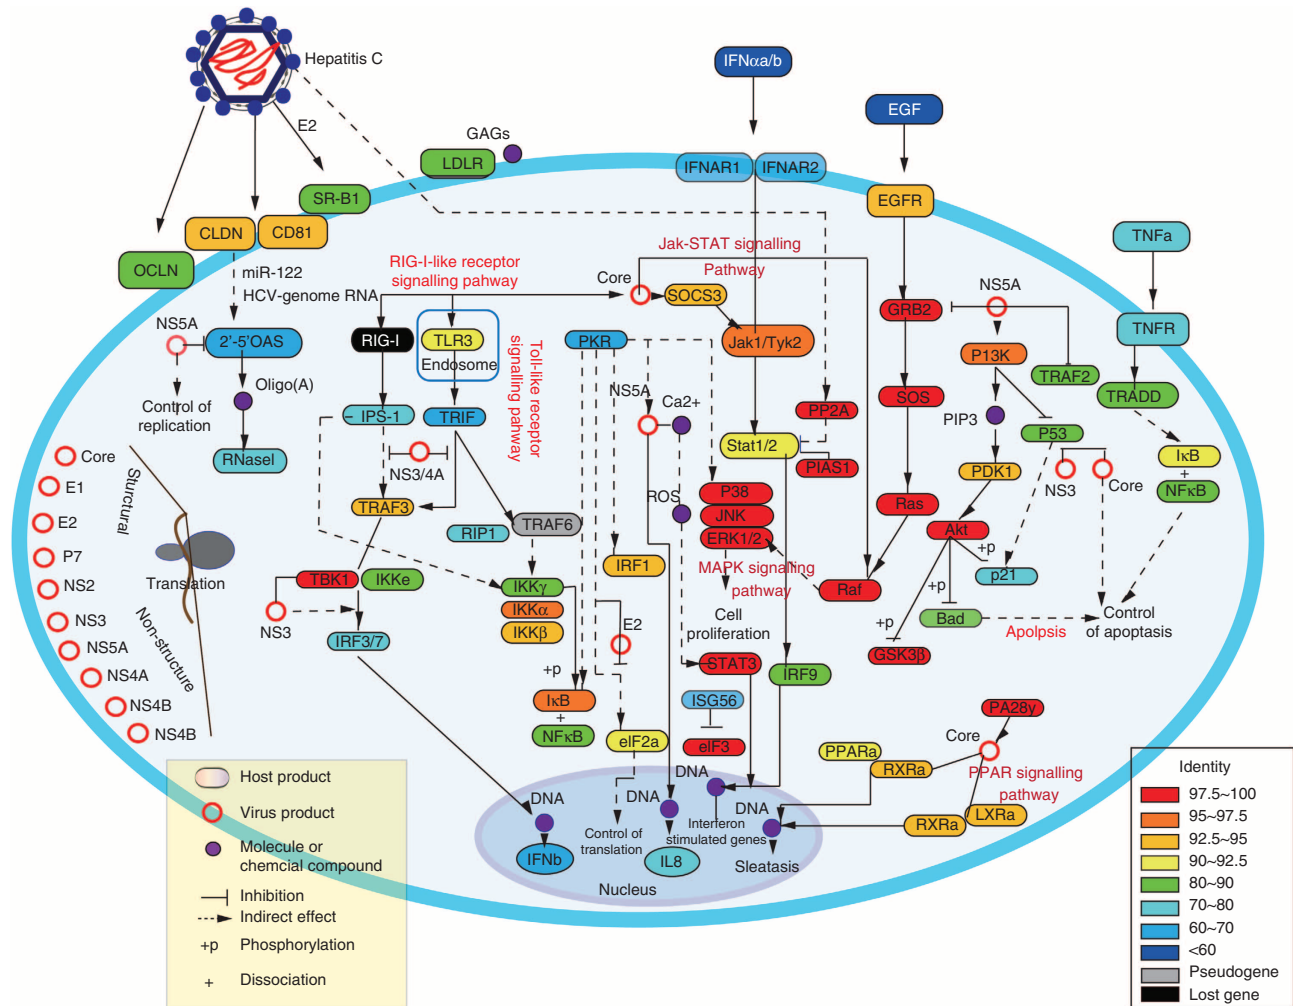 Hepatitis C
E2
GAGs
LDLR
SR-B1
CLDN
CD81
OCLN
IFNαa/b
IFNAR1
IFNAR2
EGF
EGFR
TNFa
TNFR
miR-122
HCV-genome RNA
RIG-I-like receptor
signalling pahway
Jak-STAT signalling
Pathway
Core
SOCS3
NS5A
2'-5'OAS
Oligo(A)
Control of
replication
RNasel
RIG-I
TLR3
Endosome
Toll-like receptor
signalling pathway
IPS-1
TRIF
NS3/4A
TRAF3
RIP1
TRAF6
TBK1
IKKe
NS3
IRF3/7
IKKγ
IKKα
IKKβ
+p
IκB
+
NFκB
PKR
NS5A
Ca2+
ROS
IRF1
E2
eIF2a
Jak1/Tyk2
Stat1/2
PP2A
PIAS1
P38
JNK
ERK1/2
MAPK signalling
pathway
Cell
proliferation
STAT3
ISG56
eIF3
IRF9
GRB2
SOS
Ras
Raf
NS5A
P13K
TRAF2
PIP3
P53
PDK1
NS3
Core
Akt
+p
+p
+p
p21
Bad
GSK3β
Apolpsis
Control
of apoptasis
TRADD
IκB
+
NFκB
PA28y
Core
PPARa
RXRa
PPAR signalling
pathway
LXRa
RXRa
Core
E1
E2
P7
NS2
NS3
NS5A
NS4A
NS4B
NS4B
Sturctural
Non-structure
Translation
DNA
IFNb
Control of
translation
DNA
IL8
DNA
Interferon
stimulated genes
DNA
Sleatasis
Nucleus
Host product
Virus product
Molecule or
chemcial compound
Inhibition
Indirect effect
+p
Phosphorylation
+
Dissociation
Identity
97.5~100
95~97.5
92.5~95
90~92.5
80~90
70~80
60~70
<60
Pseudogene
Lost gene